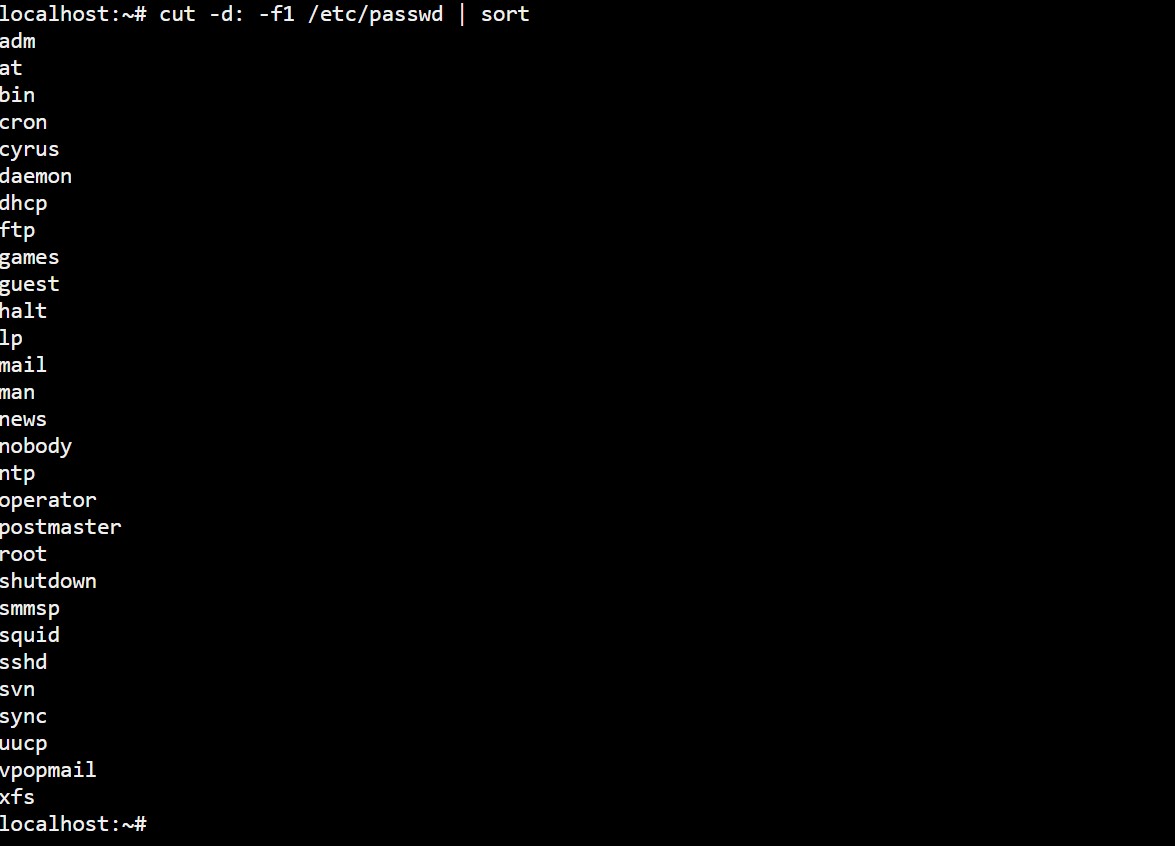 localhost:~# cut -d: -f1 /etc/passwd | sort
adm
at
bin
cron
cyrus
daemon
dhcp
ftp
games
guest
halt
lp
mail
man
news
nobody
ntp
operator
postmaster
root
shutdown
smmsp
squid
sshd
svn
sync
uucp
vpopmail
xfs
localhost:~#